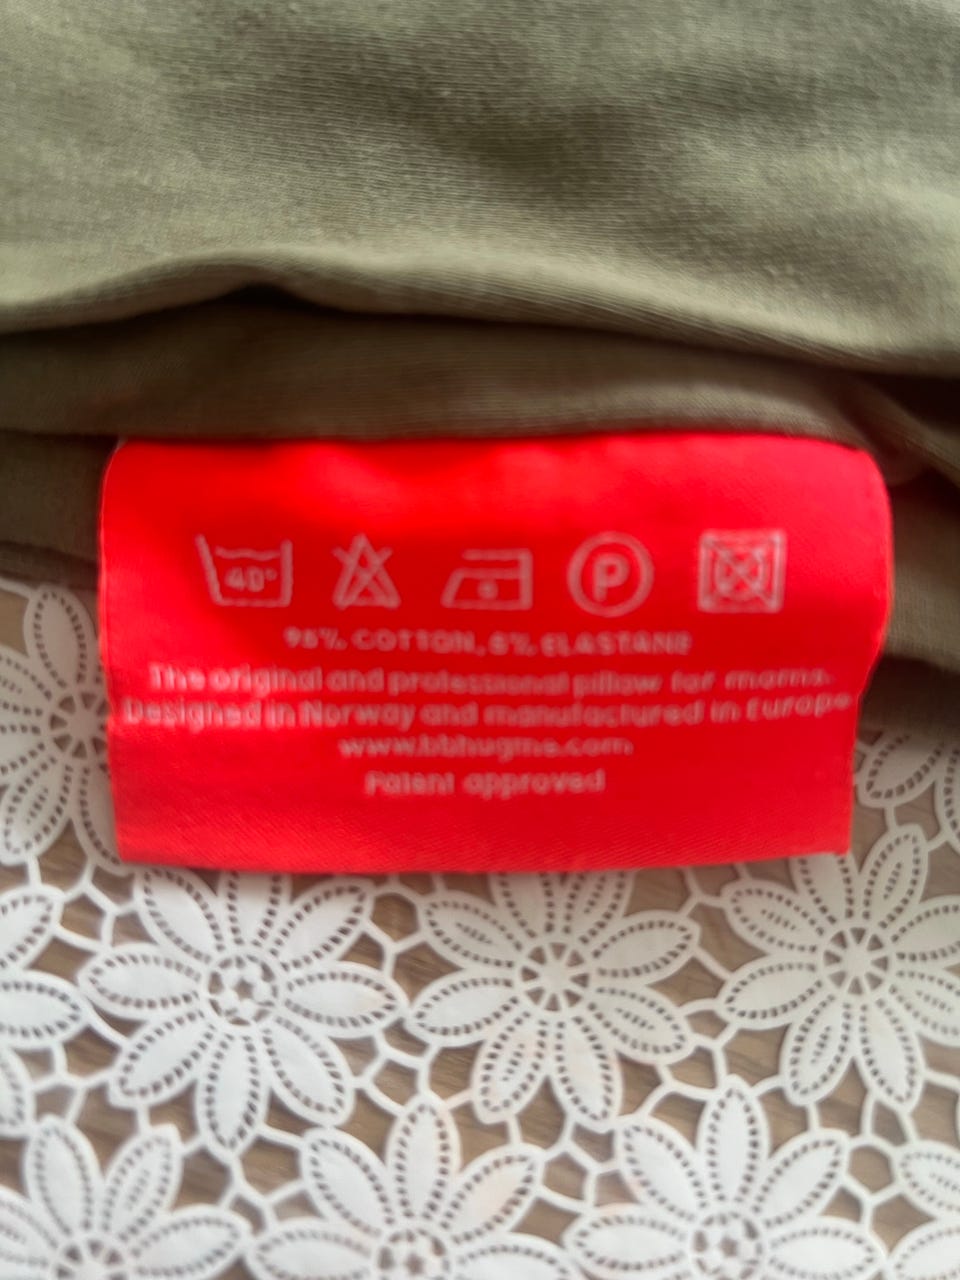 40°
P
95% COTTON, 5% ELASTANE
The original and professional pillow for moms.
Designed in Norway and manufactured in Europe
www.bbhugme.com
Patent approved